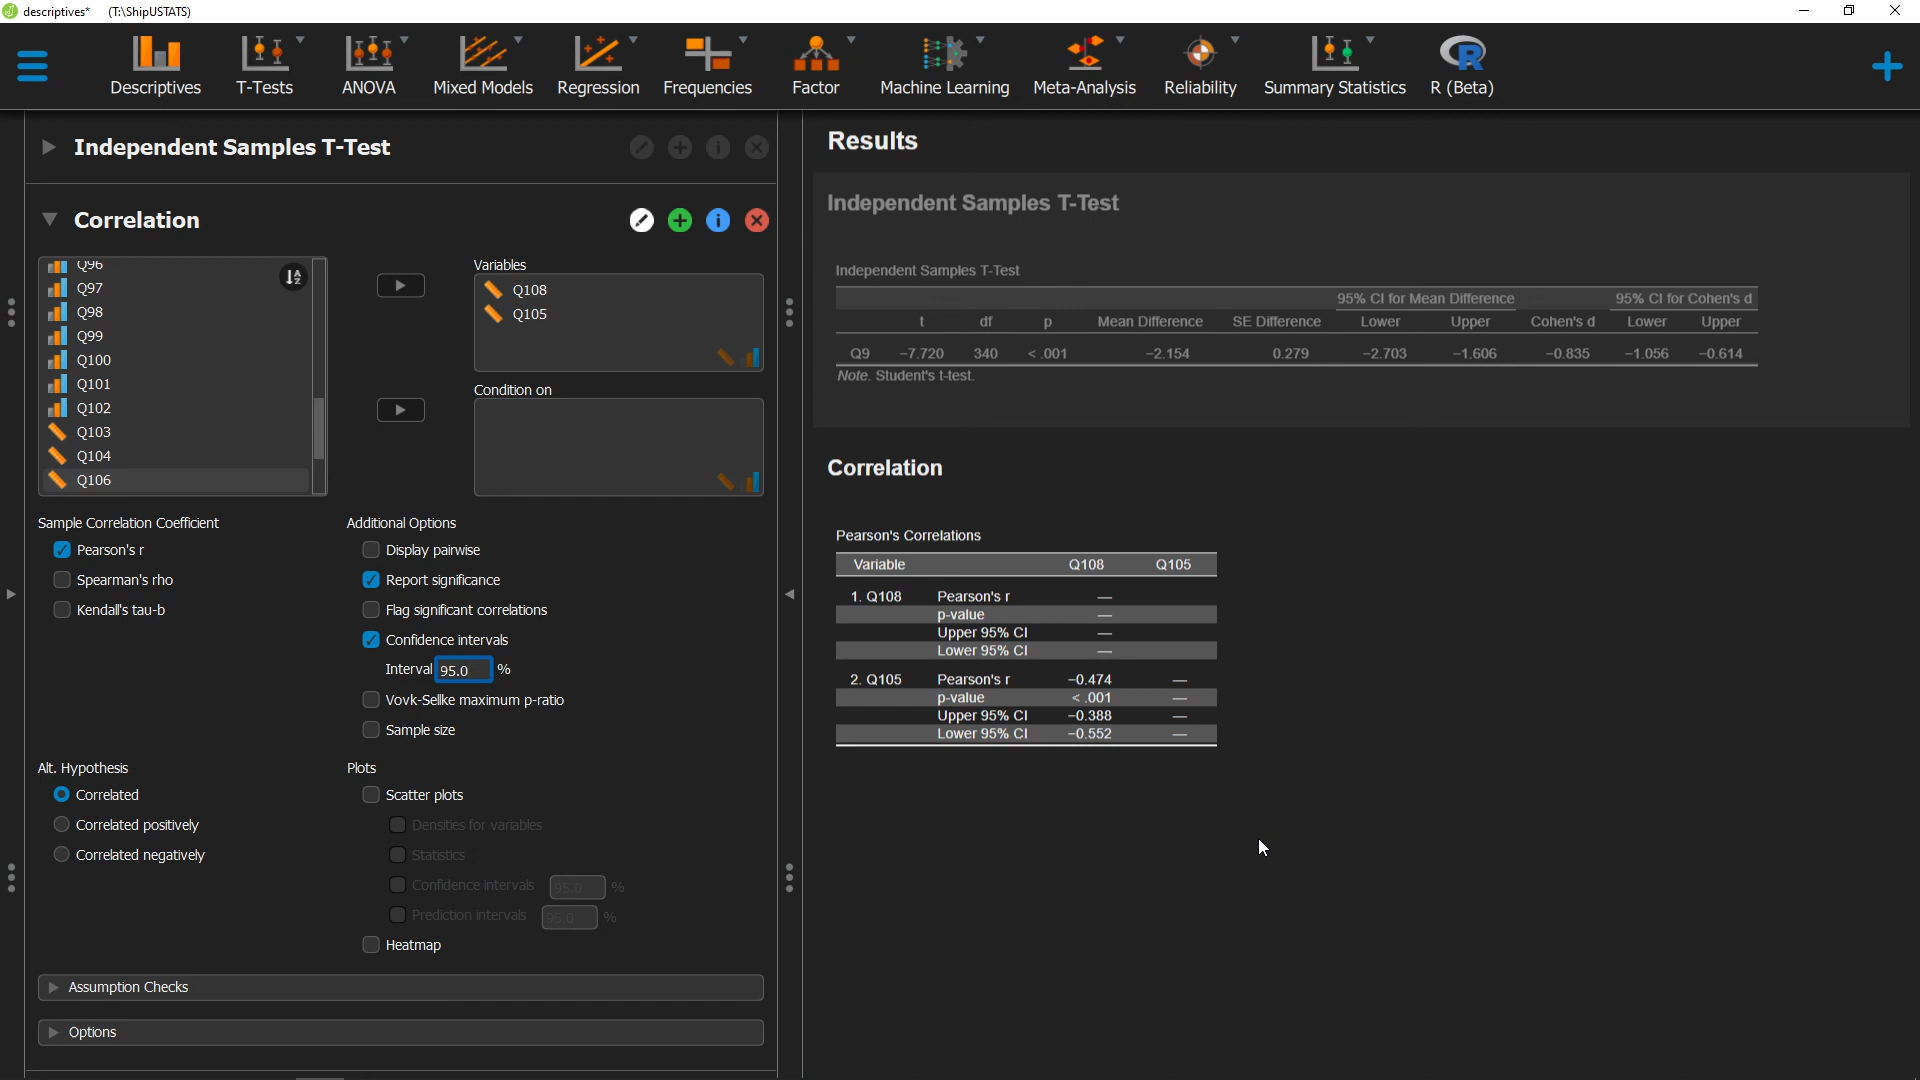 descriptives* (T:\ShipUSTATS)
Descriptives T-Tests ANOVA Mixed Models Regression Frequencies Factor Machine Learning Meta-Analysis Reliability Summary Statistics R (Beta)
Independent Samples T-Test
Correlation
Q96
Q97
Q98
Q99
Q100
Q101
Q102
Q103
Q104
Q106
Variables
Q108
Q105
Condition on
Sample Correlation Coefficient
Pearson's r
Spearman's rho
Kendall's tau-b
Additional Options
Display pairwise
Report significance
Flag significant correlations
Confidence intervals
Interval 95.0 %
Vovk-Sellke maximum p-ratio
Sample size
Alt. Hypothesis
Correlated
Correlated positively
Correlated negatively
Plots
Scatter plots
Densities for variables
Statistics
Confidence intervals 95.0 %
Prediction intervals 95.0 %
Heatmap
Assumption Checks
Options
Results
Independent Samples T-Test
Independent Samples T-Test
95% CI for Mean Difference 95% CI for Cohen's d
t df p Mean Difference SE Difference Lower Upper Cohen's d Lower Upper
Q9 −7.720 340 < .001 −2.154 0.279 −2.703 −1.606 −0.835 −1.056 −0.614
Note. Student's t-test.
Correlation
Pearson's Correlations
Variable Q108 Q105
1. Q108 Pearson's r —
p-value —
Upper 95% CI —
Lower 95% CI —
2. Q105 Pearson's r −0.474 —
p-value < .001 —
Upper 95% CI −0.388 —
Lower 95% CI −0.552 —